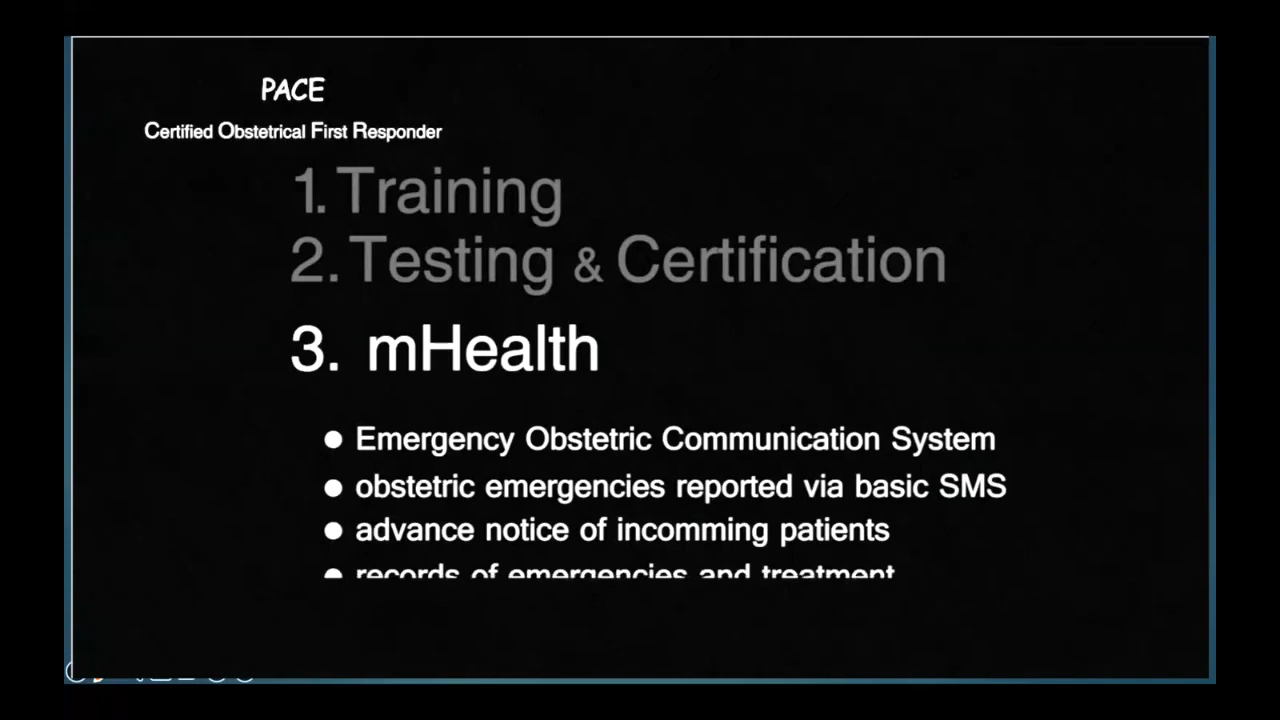 PACE
Certified Obstetrical First Responder
1. Training
2. Testing & Certification
3. mHealth
● Emergency Obstetric Communication System
● obstetric emergencies reported via basic SMS
● advance notice of incomming patients
● records of emergencies and treatment